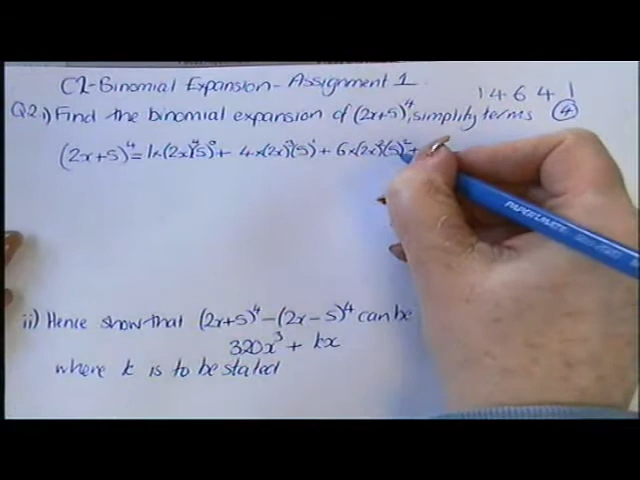 C2-Binomial Expansion - Assignment 1
1 4 6 4 1
Q2.i) Find the binomial expansion of (2x+5)⁴, simplify terms ④
(2x+5)⁴ = 1×(2x)⁴(5)⁰ + 4×(2x)³(5)¹ + 6×(2x)²(5)² +
ii) Hence show that (2x+5)⁴-(2x-5)⁴ can be
320x³ + kx
where k is to be stated
PAPERMATE